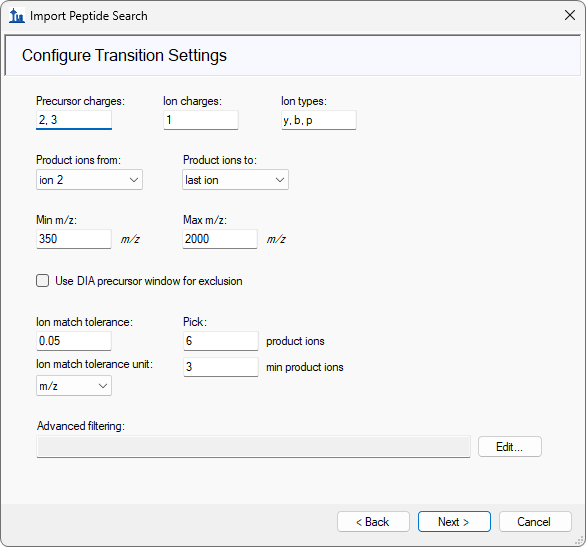 Import Peptide Search
Configure Transition Settings
Precursor charges: Ion charges: Ion types:
2, 3 1 y, b, p
Product ions from: Product ions to:
ion 2 last ion
Min m/z: Max m/z:
350 m/z 2000 m/z
Use DIA precursor window for exclusion
Ion match tolerance: Pick:
0.05 6 product ions
Ion match tolerance unit: 3 min product ions
m/z
Advanced filtering:
Edit...
< Back Next > Cancel